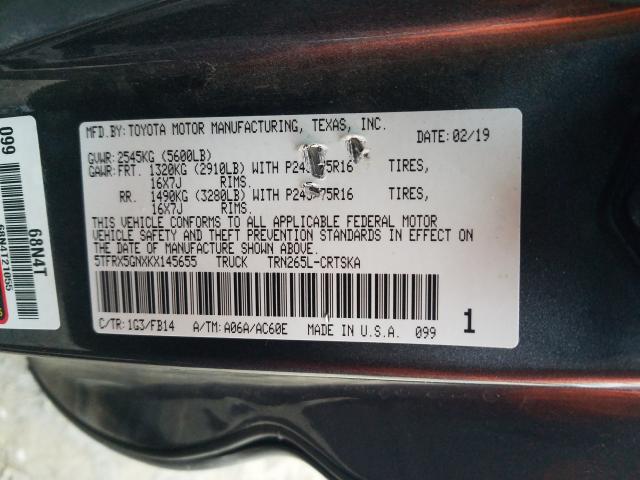 MFD.BY:TOYOTA MOTOR MANUFACTURING, TEXAS, INC.
DATE:02/19
GVWR:2545KG (5600LB)
GAWR:FRT. 1320KG (2910LB) WITH 75R16 TIRES,
16X7J RIMS.
RR. 1490KG (3280LB) WITH 75R16 TIRES,
16X7J RIMS.
THIS VEHICLE CONFORMS TO ALL APPLICABLE FEDERAL MOTOR
VEHICLE SAFETY AND THEFT PREVENTION STANDARDS IN EFFECT ON
THE DATE OF MANUFACTURE SHOWN ABOVE.
5TFRX5GNXKX145655 TRUCK TRN265L-CRTSKA
C/TR:1G3/FB14 A/TM:A06A/AC60E MADE IN U.S.A. 099
1
099
68N4T